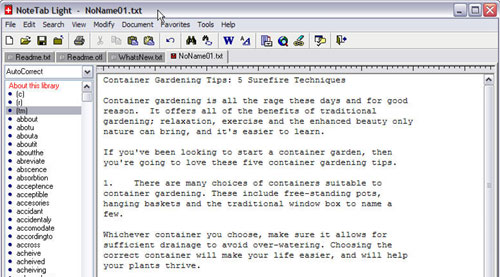 NoteTab Light - NoName01.txt
File Edit Search View Modify Document Favorites Tools Help
Readme.txt Readme.otl WhatsNew.txt NoName01.txt
AutoCorrect
About this library
(c)
(r)
(tm)
abbout
abotu
abouta
aboutit
aboutthe
abreviate
abscence
absorbtion
acceptence
acceptible
accesories
accidant
accidentaly
accomodate
accordingto
accross
acheive
acheived
acheiving
Container Gardening Tips: 5 Surefire Techniques
Container gardening is all the rage these days and for good
reason. It offers all of the benefits of traditional
gardening; relaxation, exercise and the enhanced beauty only
nature can bring, and it's easier to learn.
If you've been looking to start a container garden, then
you're going to love these five container gardening tips.
1. There are many choices of containers suitable to
container gardening. These include free-standing pots,
hanging baskets and the traditional window box to name a
few.
Whichever container you choose, make sure it allows for
sufficient drainage to avoid over-watering. Choosing the
correct container will make your life easier, and will help
your plants thrive.